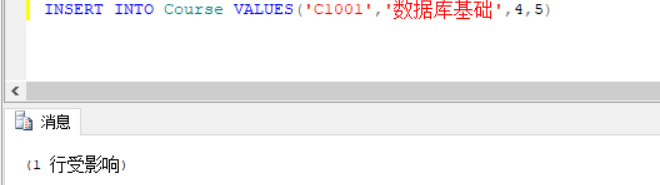 INSERT INTO Course VALUES('C1001','数据库基础',4,5)
消息
(1 行受影响)